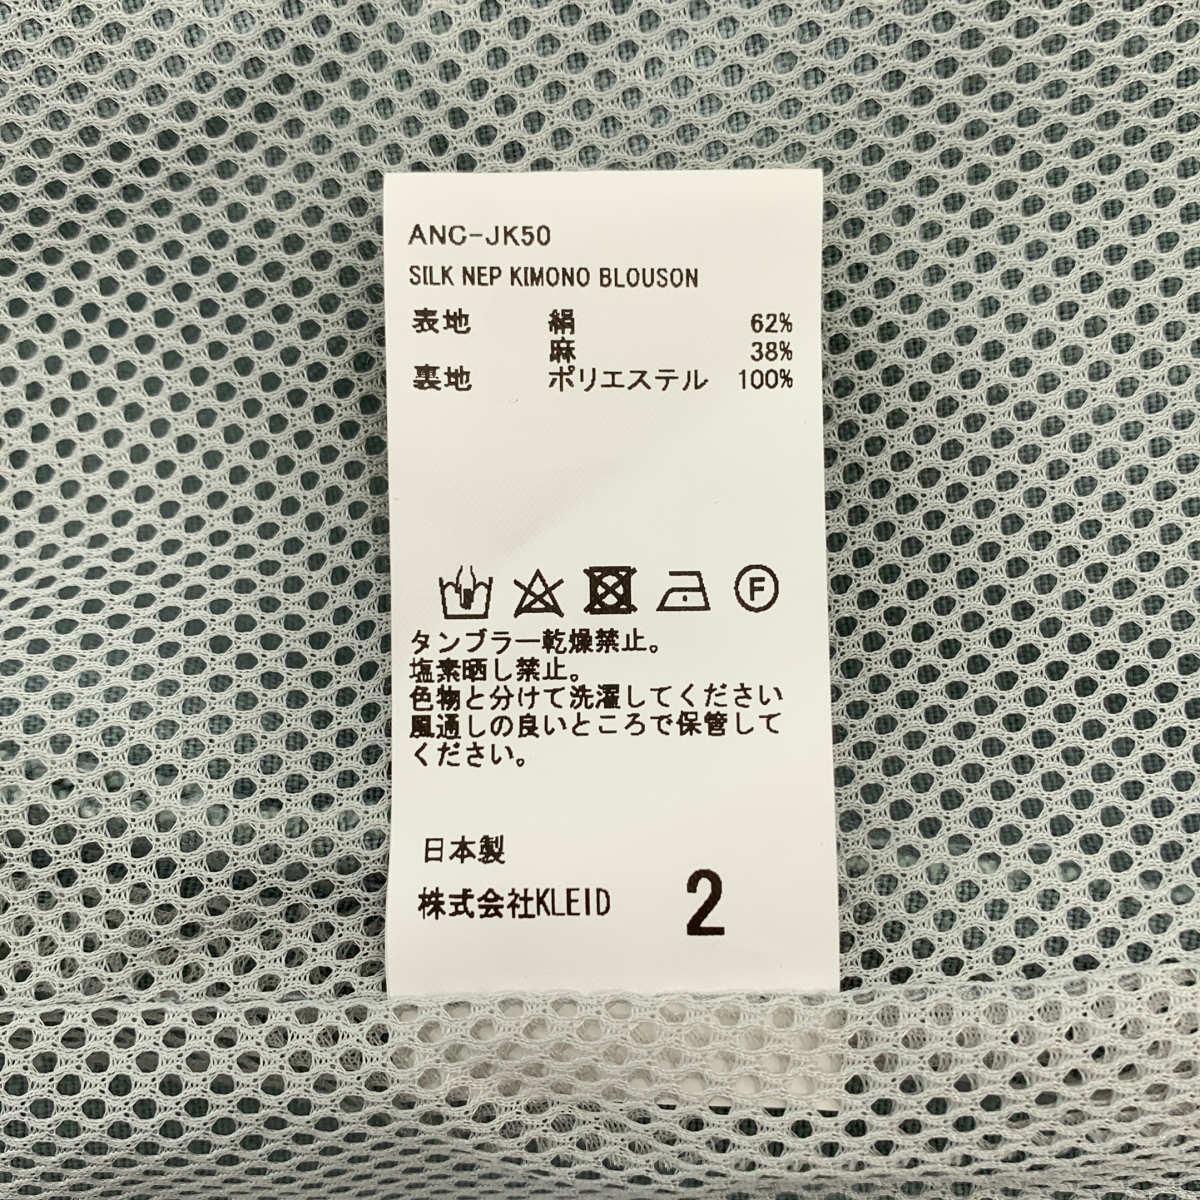 ANC-JK50
SILK NEP KIMONO BLOUSON
表地 絹 62%
麻 38%
裏地 ポリエステル 100%
F
タンブラー乾燥禁止。
塩素晒し禁止。
色物と分けて洗濯してください
風通しの良いところで保管して
ください。
日本製
株式会社KLEID 2